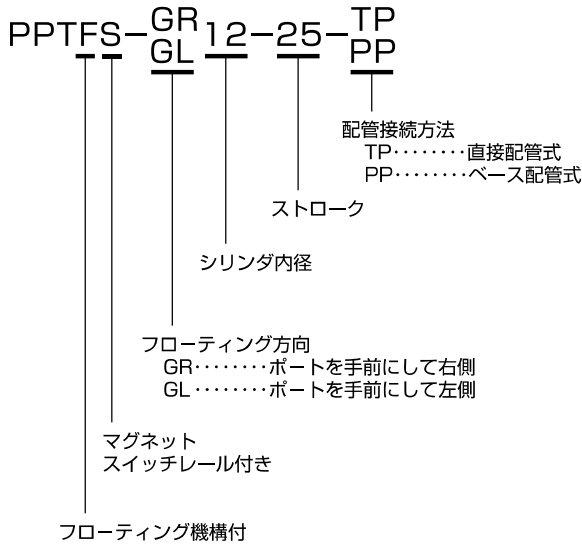 PPTFS-GR12-25-TP
GL PP
配管接続方法
TP········直接配管式
PP········ベース配管式
ストローク
シリンダ内径
フローティング方向
GR········ポートを手前にして右側
GL········ポートを手前にして左側
マグネット
スイッチレール付き
フローティング機構付